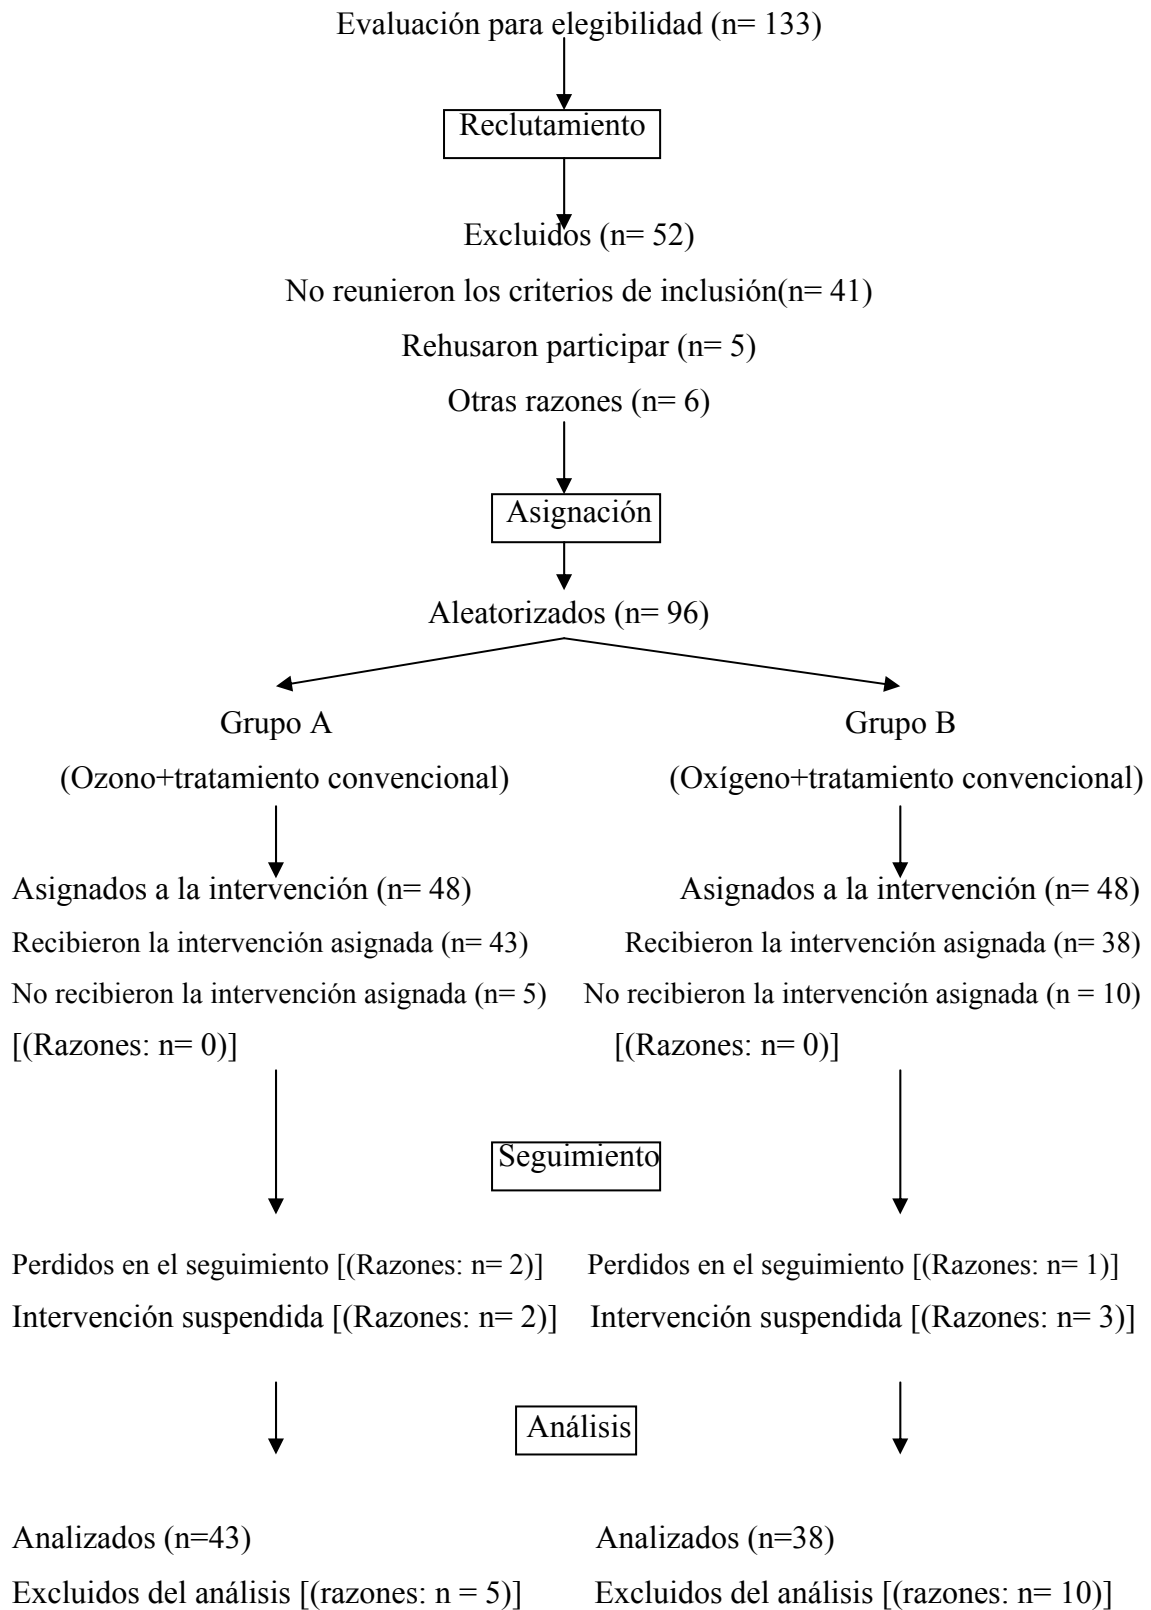 Evaluación para elegibilidad (n= 133)
Reclutamiento
Excluidos (n= 52)
No reunieron los criterios de inclusión(n= 41)
Rehusaron participar (n= 5)
Otras razones (n= 6)
Asignación
Aleatorizados (n= 96)
Grupo A
(Ozono+tratamiento convencional)
Asignados a la intervención (n= 48)
Recibieron la intervención asignada (n= 43)
No recibieron la intervención asignada (n= 5)
[(Razones: n= 0)]
Grupo B
(Oxígeno+tratamiento convencional)
Asignados a la intervención (n= 48)
Recibieron la intervención asignada (n= 38)
No recibieron la intervención asignada (n = 10)
[(Razones: n= 0)]
Seguimiento
Perdidos en el seguimiento [(Razones: n= 2)]
Intervención suspendida [(Razones: n= 2)]
Perdidos en el seguimiento [(Razones: n= 1)]
Intervención suspendida [(Razones: n= 3)]
Análisis
Analizados (n=43)
Excluidos del análisis [(razones: n = 5)]
Analizados (n=38)
Excluidos del análisis [(razones: n= 10)]